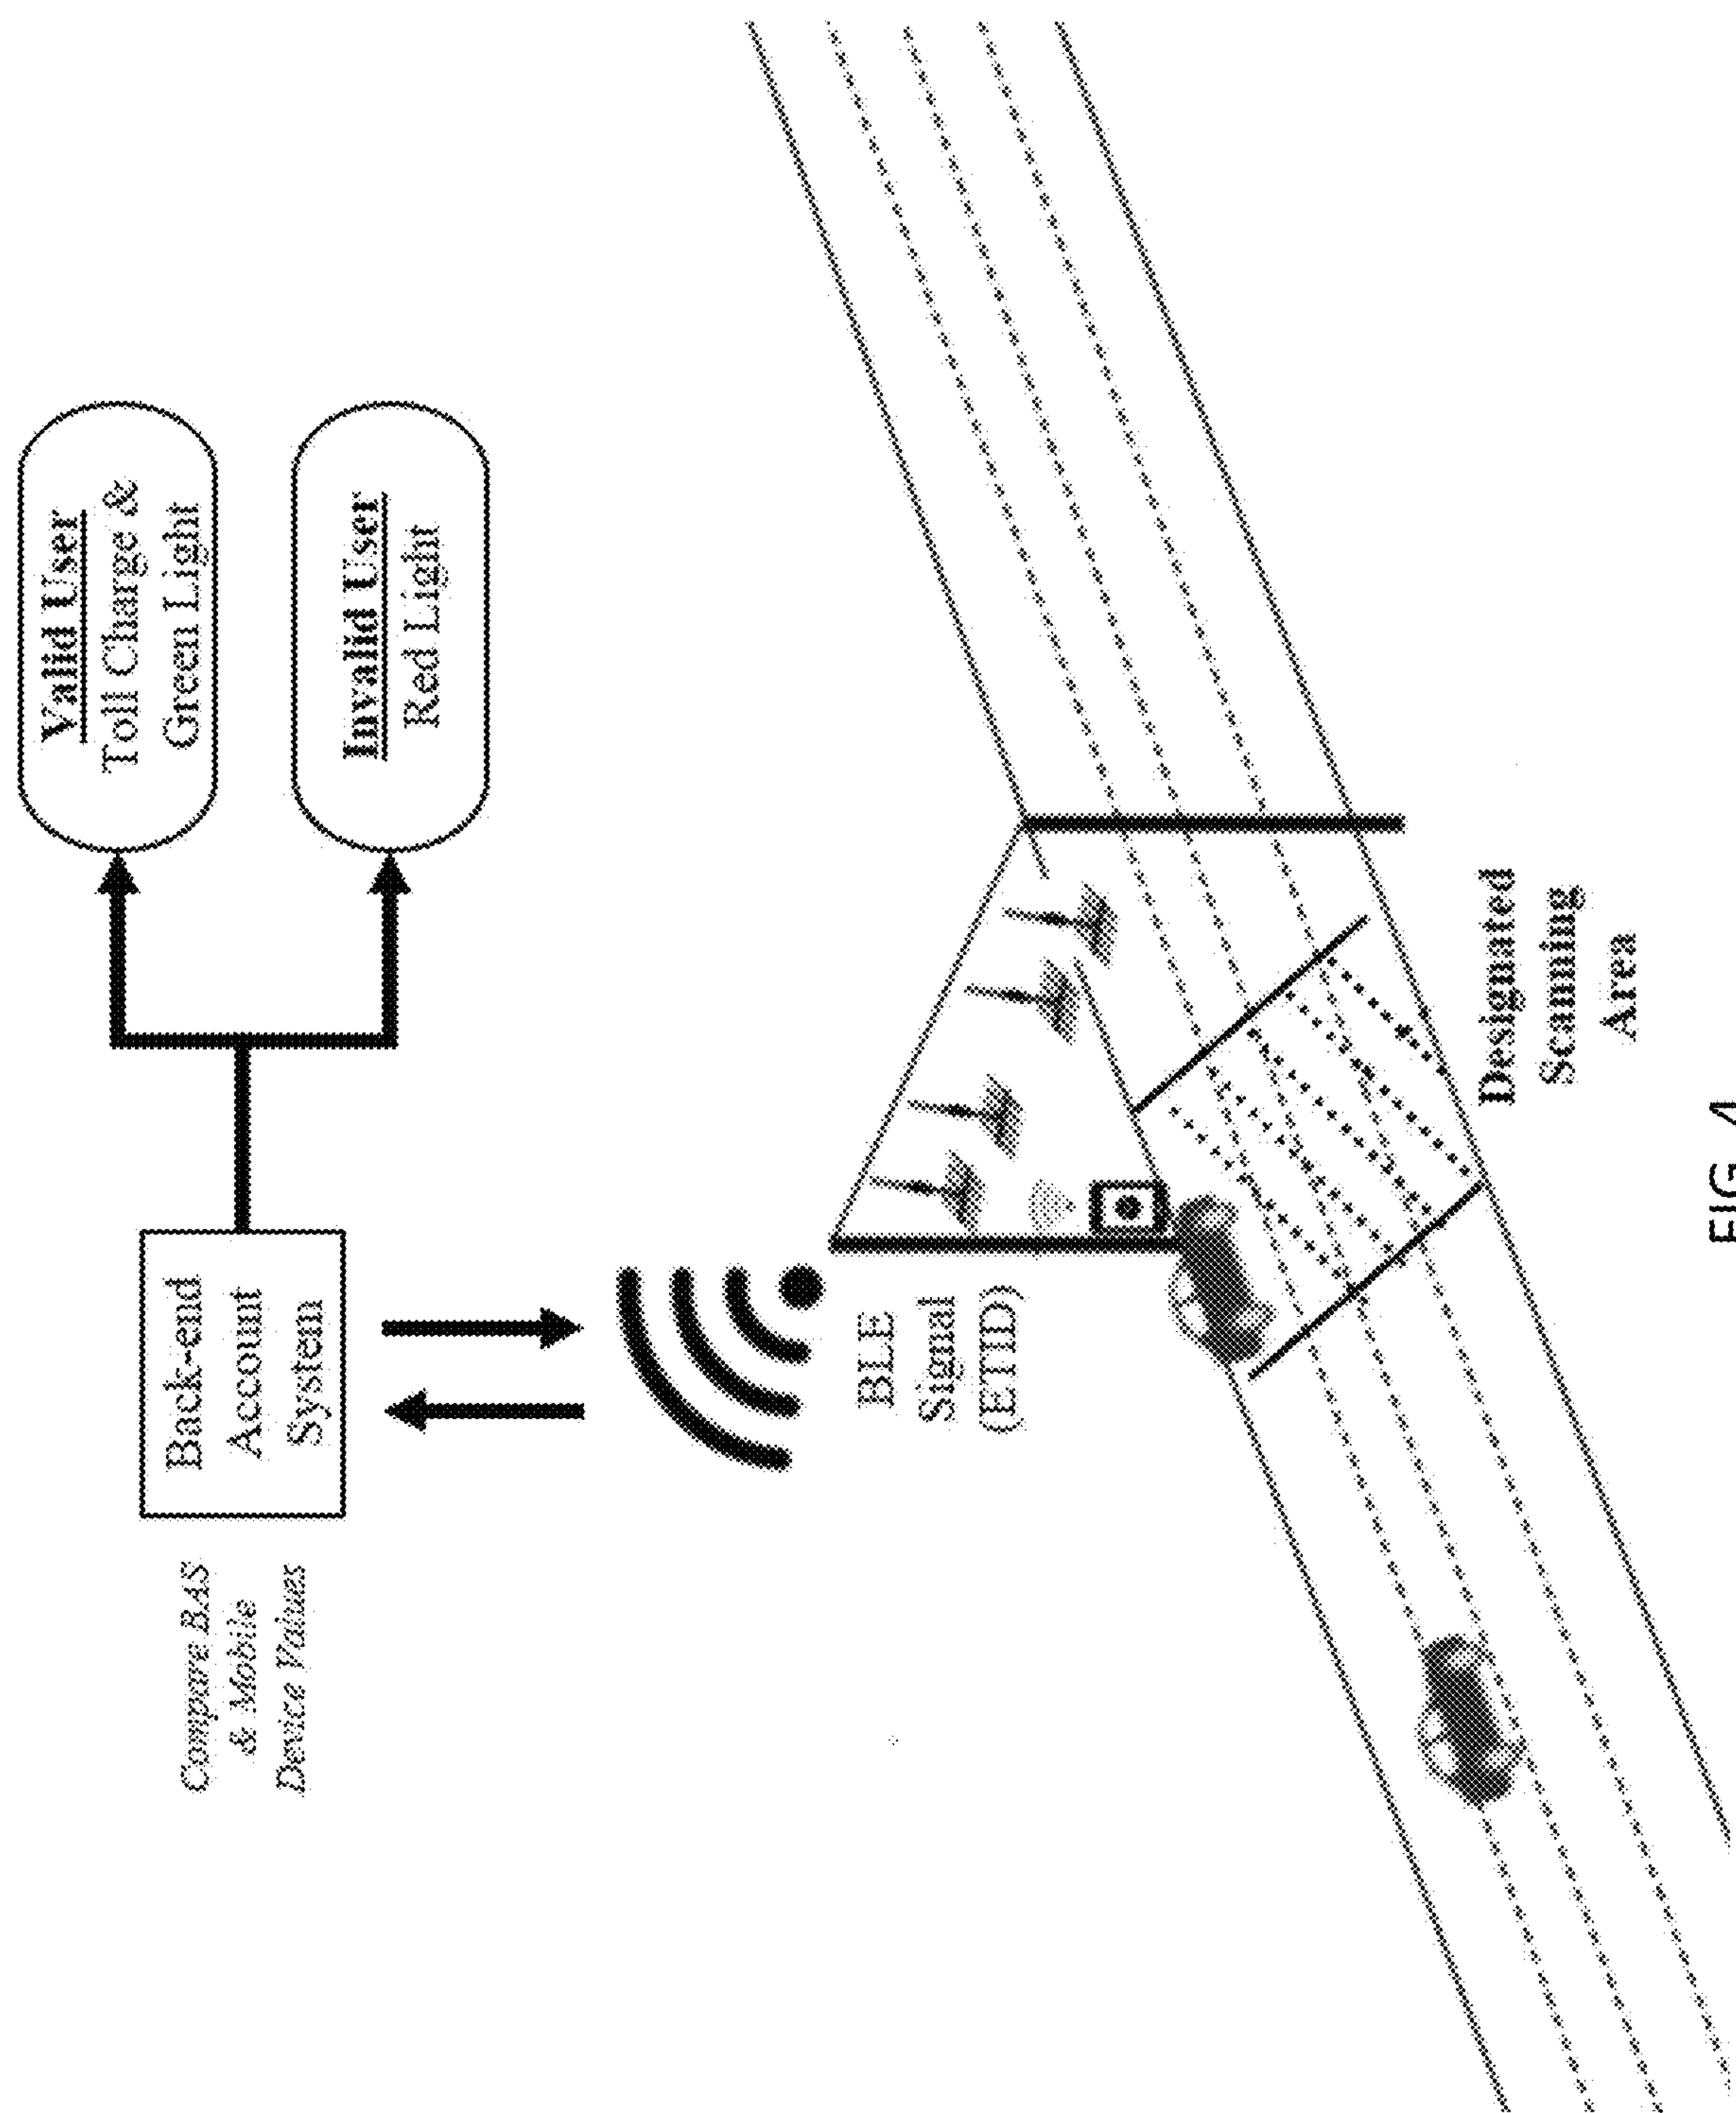 Compare BAS
& Mobile
Device Values
Back-end
Account
System
Valid User
Toll Charge &
Green Light
Invalid User
Red Light
BLE
Signal
(ETID)
Designated
Scanning
Area
FIG. 4